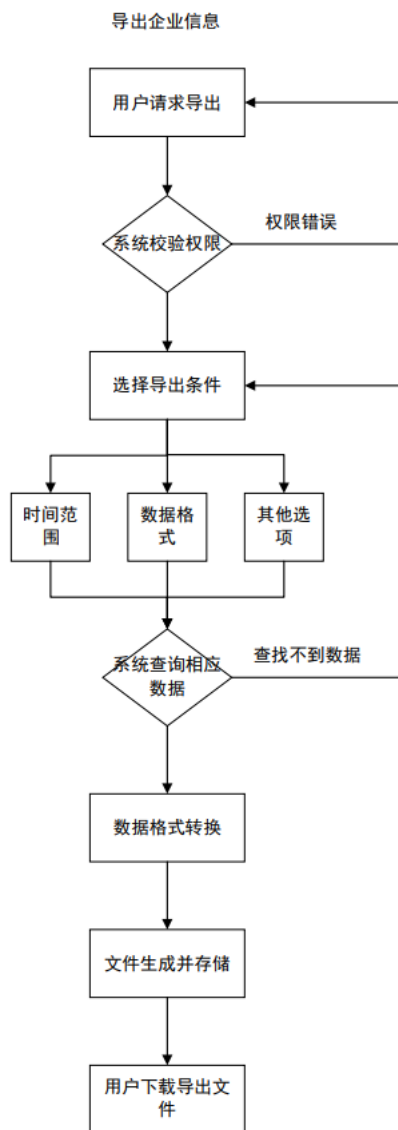 导出企业信息
用户请求导出
系统校验权限
权限错误
选择导出条件
时间范
围
数据格
式
其他选
项
系统查询相应
数据
查找不到数据
数据格式转换
文件生成并存储
用户下载导出文
件